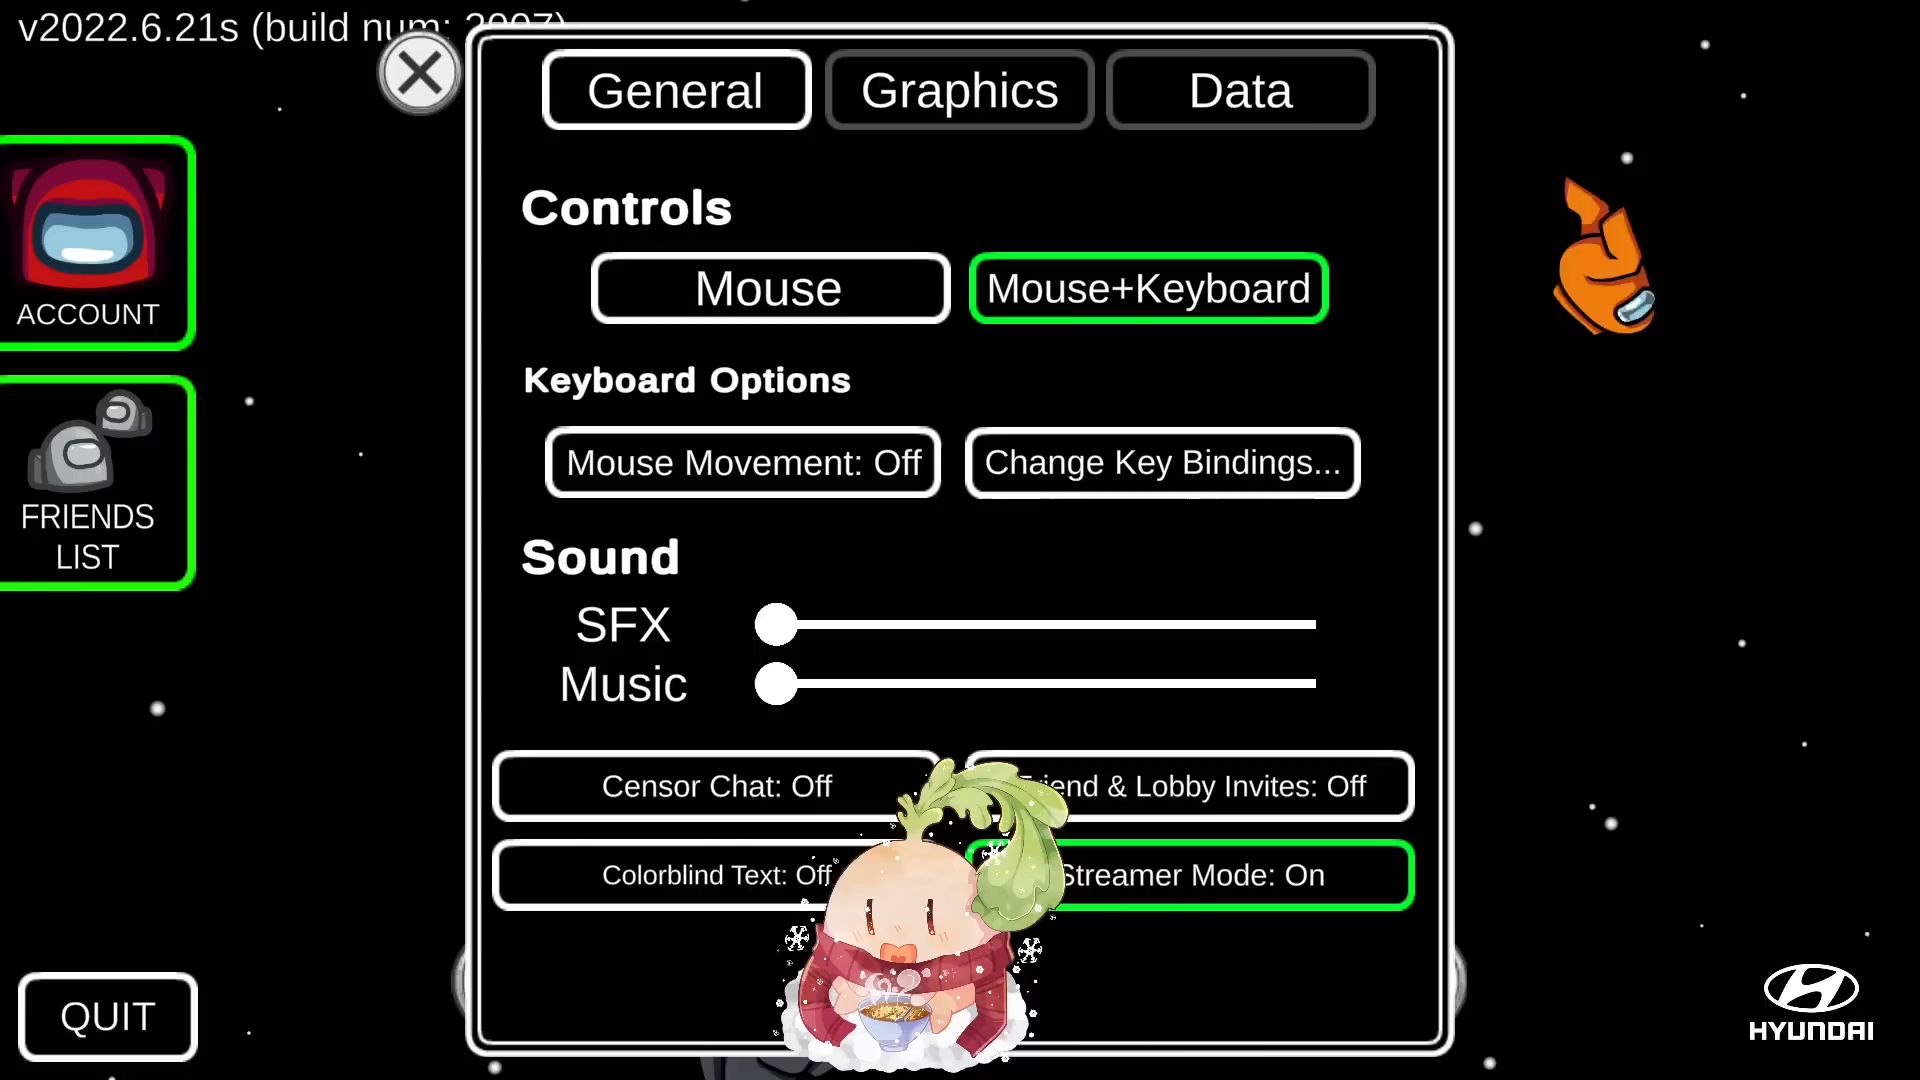 v2022.6.21s (build num:
General
Graphics
Data
Controls
Mouse
Mouse+Keyboard
Keyboard Options
Mouse Movement: Off
Change Key Bindings...
Sound
SFX
Music
Censor Chat: Off
& Lobby Invites: Off
Colorblind Text: Off
Streamer Mode: On
ACCOUNT
FRIENDS
LIST
QUIT
HYUNDAI